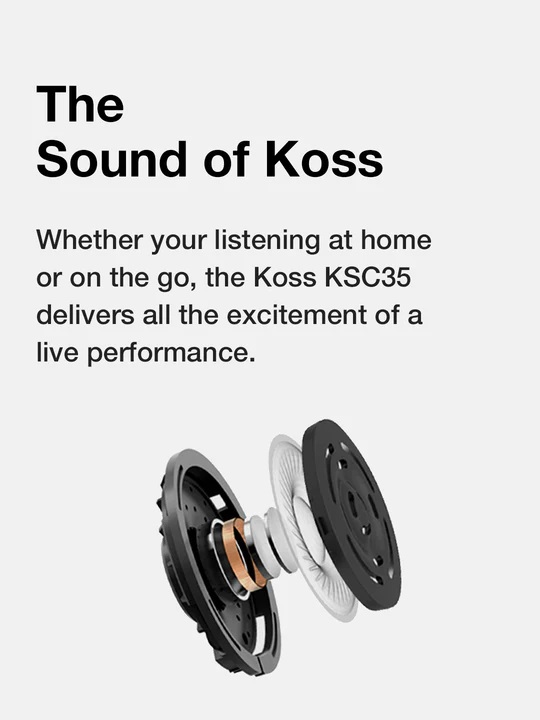 The
Sound of Koss
Whether your listening at home
or on the go, the Koss KSC35
delivers all the excitement of a
live performance.